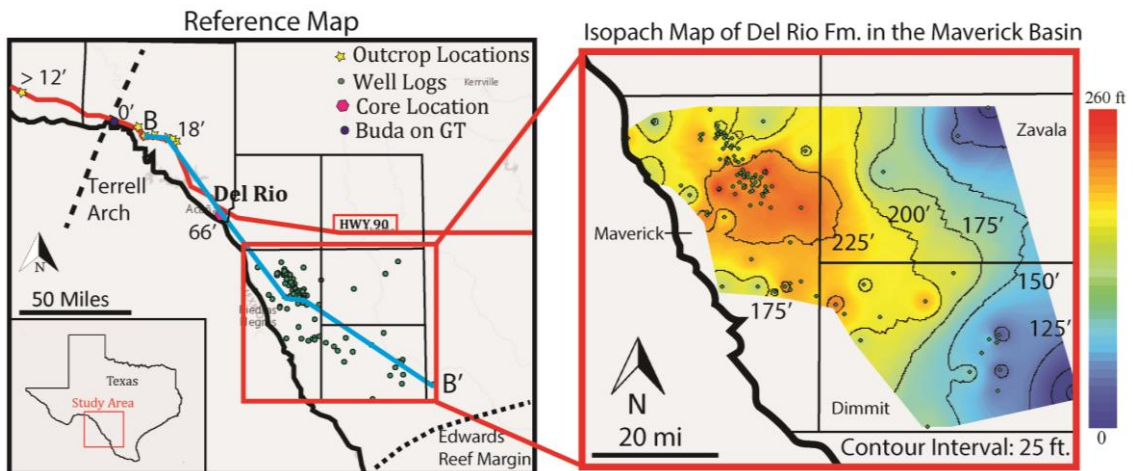 Reference Map
Outcrop Locations
Well Logs
Core Location
Buda on GT
Kerrville
> 12'
0'
B
18'
Terrell
Arch
Del Rio
66'
HWY 90
N
50 Miles
Piedras
Negras
B'
Texas
Study Area
Edwards
Reef Margin
Isopach Map of Del Rio Fm. in the Maverick Basin
260 ft
Zavala
Maverick
200'
175'
225'
150'
175'
125'
N
20 mi
Dimmit
Contour Interval: 25 ft.
0